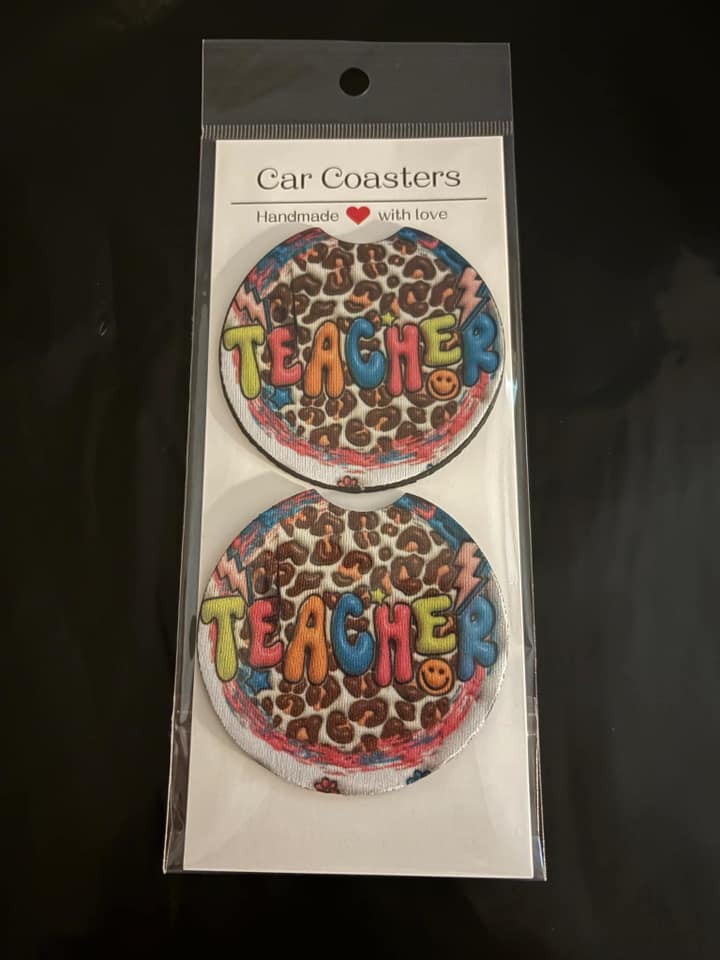 Car Coasters
Handmade ❤ with love
TEACHER
TEACHER